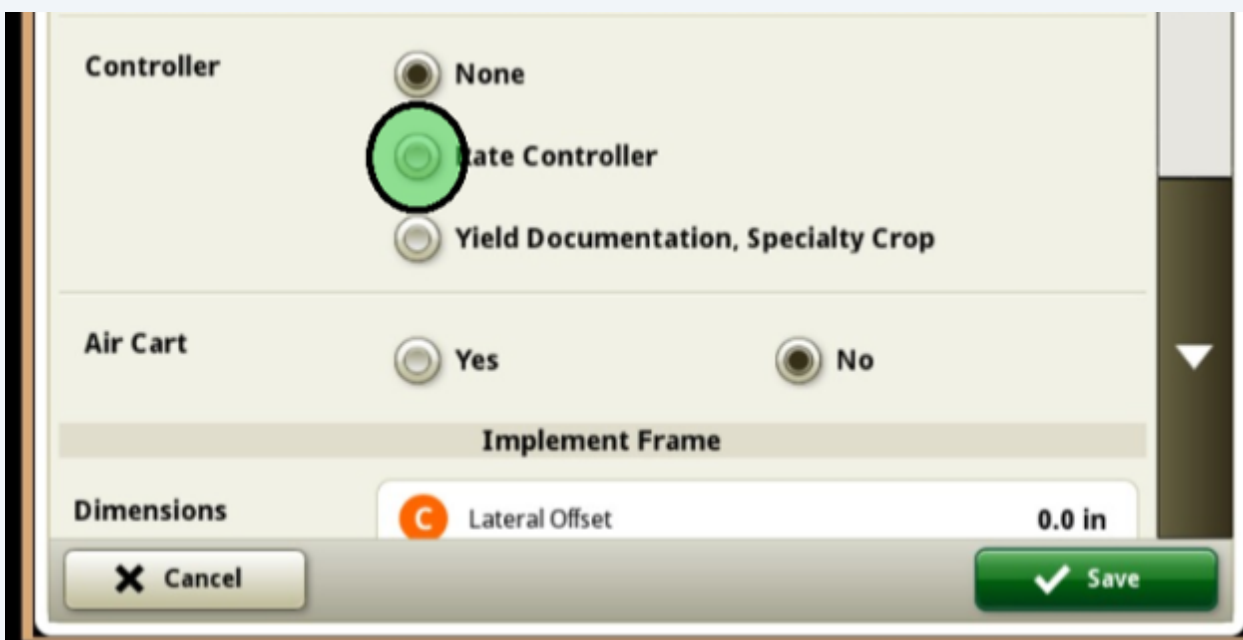 Controller
None
Rate Controller
Yield Documentation, Specialty Crop
Air Cart
Yes
No
Implement Frame
Dimensions
C Lateral Offset 0.0 in
Cancel
Save